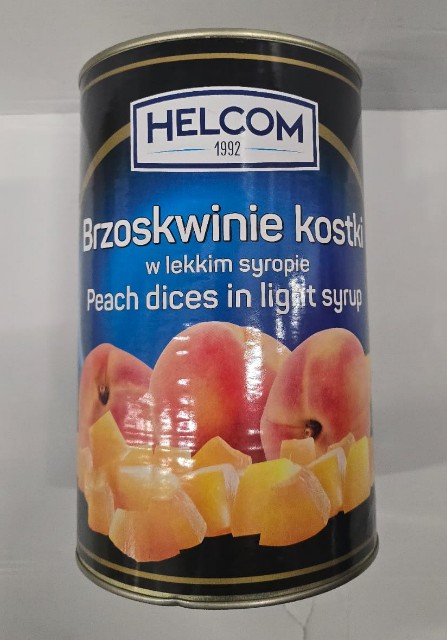 HELCOM
1992
Brzoskwinie kostki
w lekkim syropie
Peach dices in light syrup